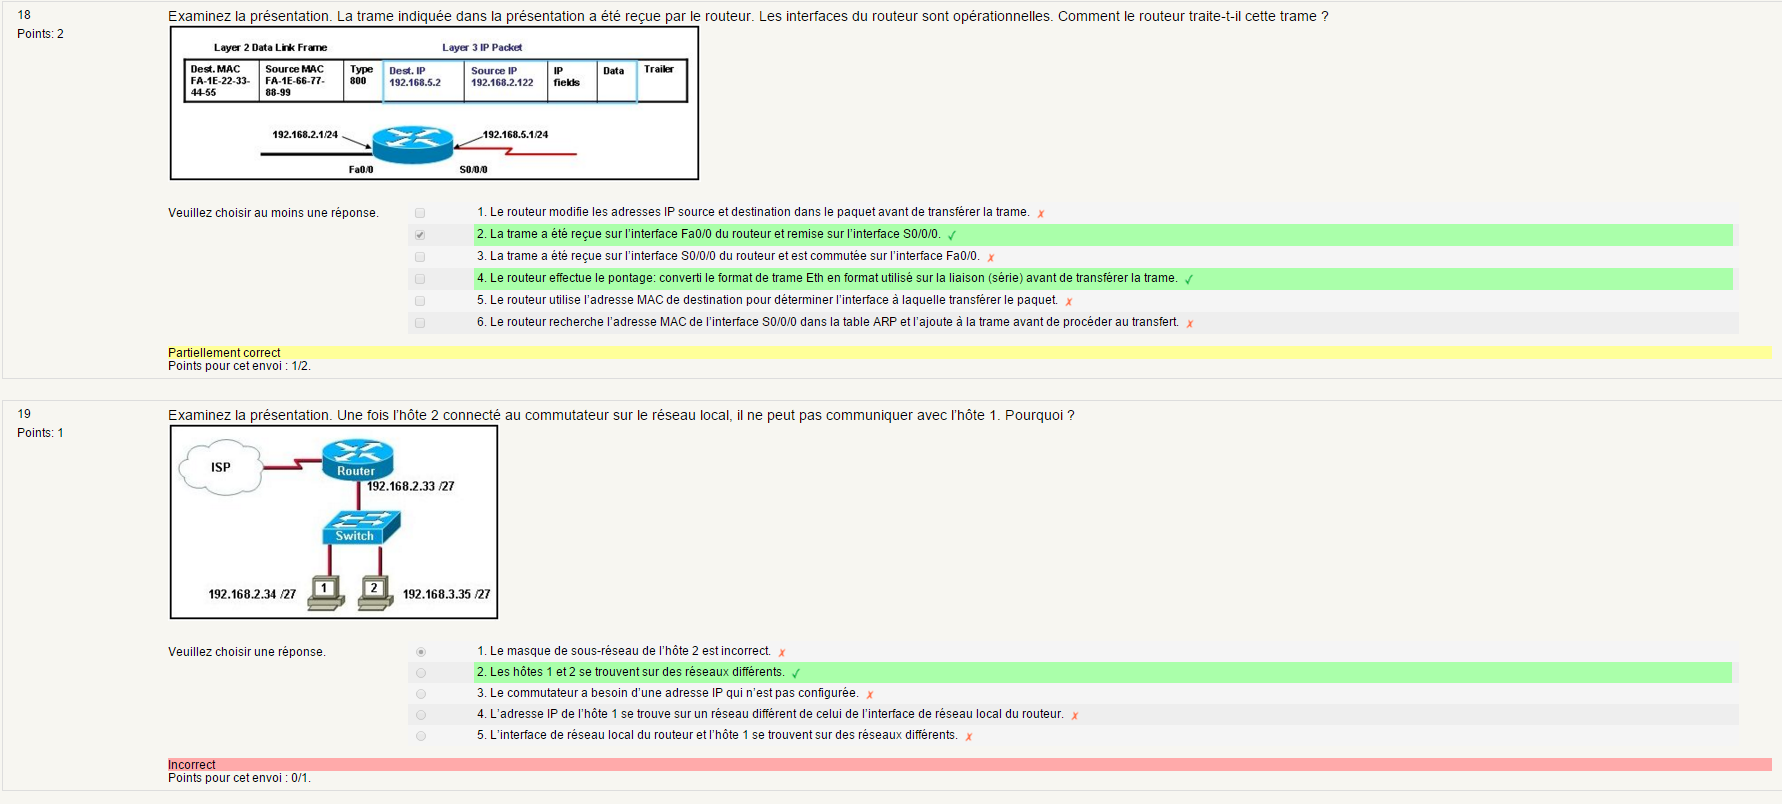 18
Points: 2
Examinez la présentation. La trame indiquée dans la présentation a été reçue par le routeur. Les interfaces du routeur sont opérationnelles. Comment le routeur traite-t-il cette trame ?
Layer 2 Data Link Frame
Layer 3 IP Packet
Dest. MAC
FA-1E-22-33-
44-55
Source MAC
FA-1E-66-77-
88-99
Type
800
Dest. IP
192.168.5.2
Source IP
192.168.2.122
IP
fields
Data
Trailer
192.168.2.1/24
192.168.5.1/24
Fa0/0
S0/0/0
Veuillez choisir au moins une réponse.
1. Le routeur modifie les adresses IP source et destination dans le paquet avant de transférer la trame. ✗
2. La trame a été reçue sur l'interface Fa0/0 du routeur et remise sur l'interface S0/0/0. ✓
3. La trame a été reçue sur l'interface S0/0/0 du routeur et est commutée sur l'interface Fa0/0. ✗
4. Le routeur effectue le pontage: converti le format de trame Eth en format utilisé sur la liaison (série) avant de transférer la trame. ✓
5. Le routeur utilise l'adresse MAC de destination pour déterminer l'interface à laquelle transférer le paquet. ✗
6. Le routeur recherche l'adresse MAC de l'interface S0/0/0 dans la table ARP et l'ajoute à la trame avant de procéder au transfert. ✗
Partiellement correct
Points pour cet envoi : 1/2.
19
Points: 1
Examinez la présentation. Une fois l'hôte 2 connecté au commutateur sur le réseau local, il ne peut pas communiquer avec l'hôte 1. Pourquoi ?
ISP
Router
192.168.2.33 /27
Switch
1
2
192.168.2.34 /27
192.168.3.35 /27
Veuillez choisir une réponse.
1. Le masque de sous-réseau de l'hôte 2 est incorrect. ✗
2. Les hôtes 1 et 2 se trouvent sur des réseaux différents. ✓
3. Le commutateur a besoin d'une adresse IP qui n'est pas configurée. ✗
4. L'adresse IP de l'hôte 1 se trouve sur un réseau différent de celui de l'interface de réseau local du routeur. ✗
5. L'interface de réseau local du routeur et l'hôte 1 se trouvent sur des réseaux différents. ✗
Incorrect
Points pour cet envoi : 0/1.